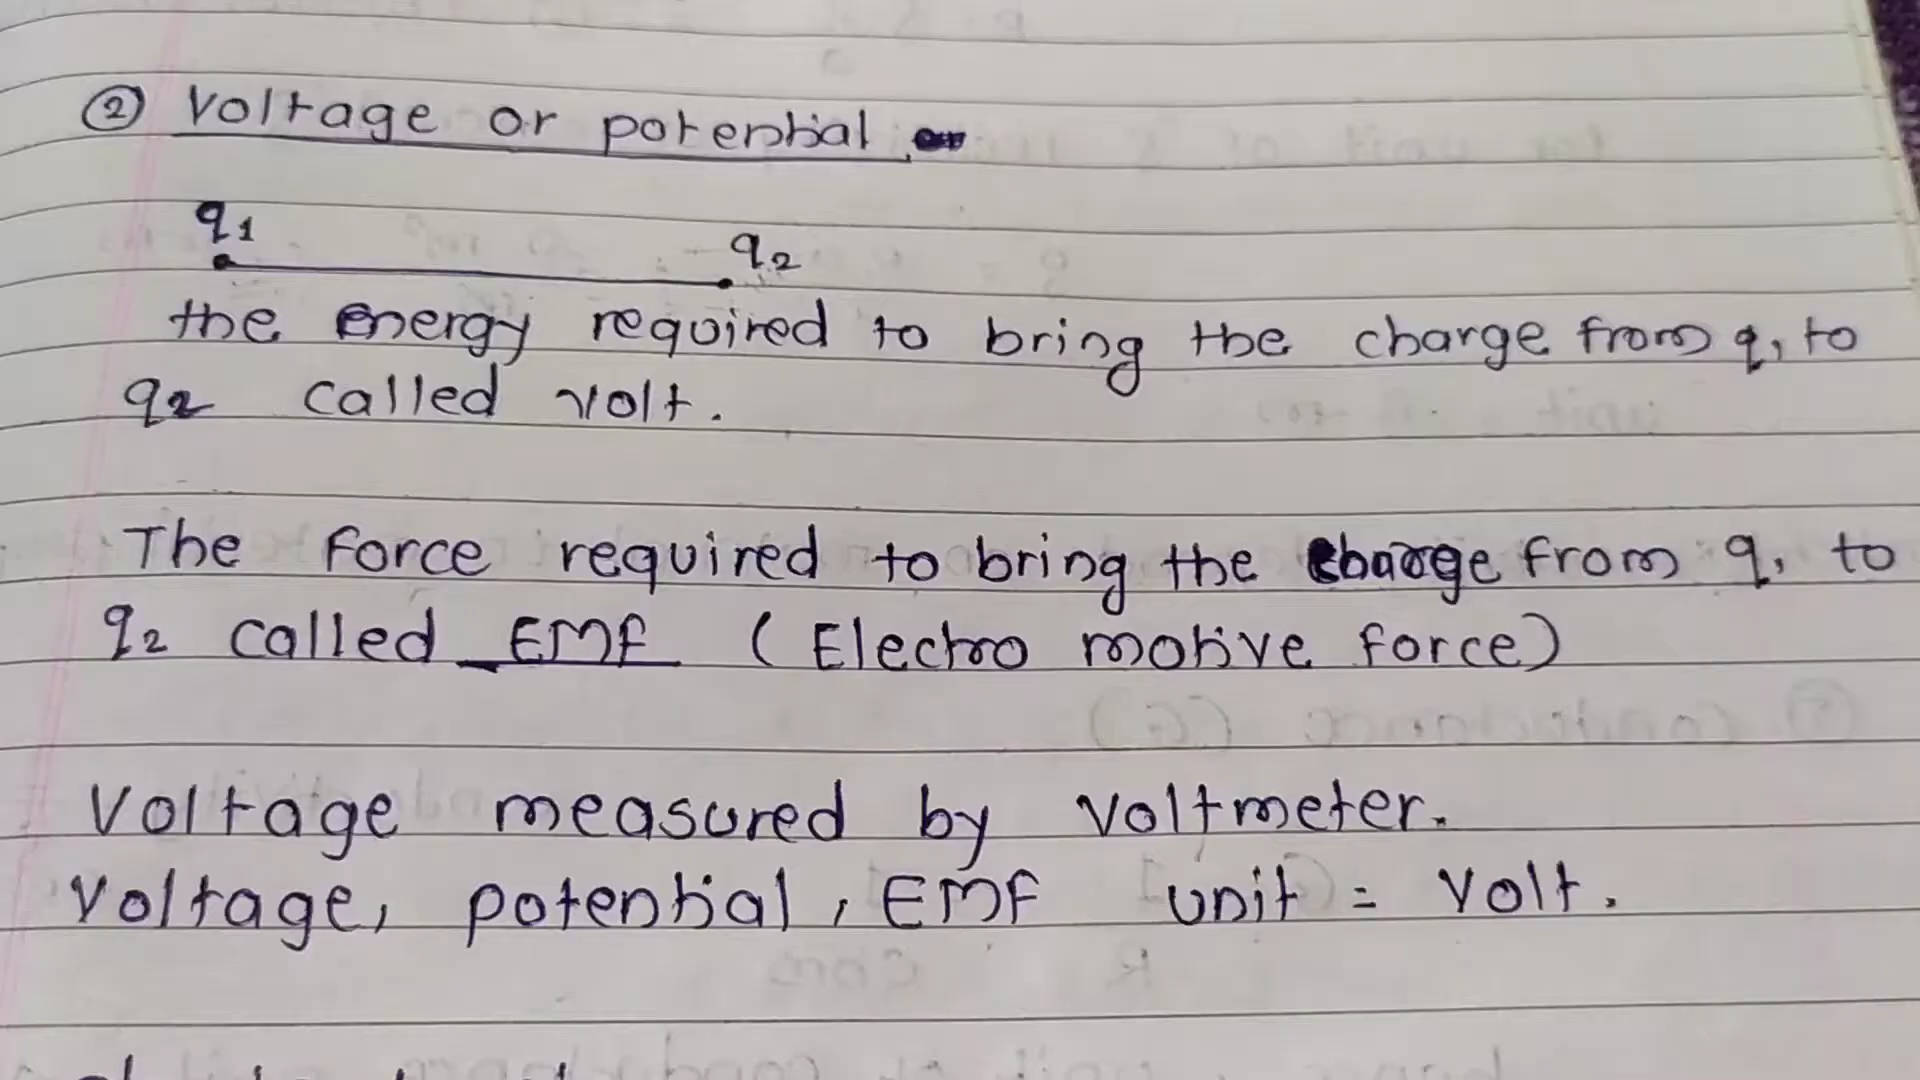 ② Voltage or potential
q1
q2
the energy required to bring the charge from q1 to
q2 called volt.
The force required to bring the charge from q1 to
q2 called EMF (Electro motive force)
Voltage measured by voltmeter.
Voltage, potential, EMF unit = Volt.